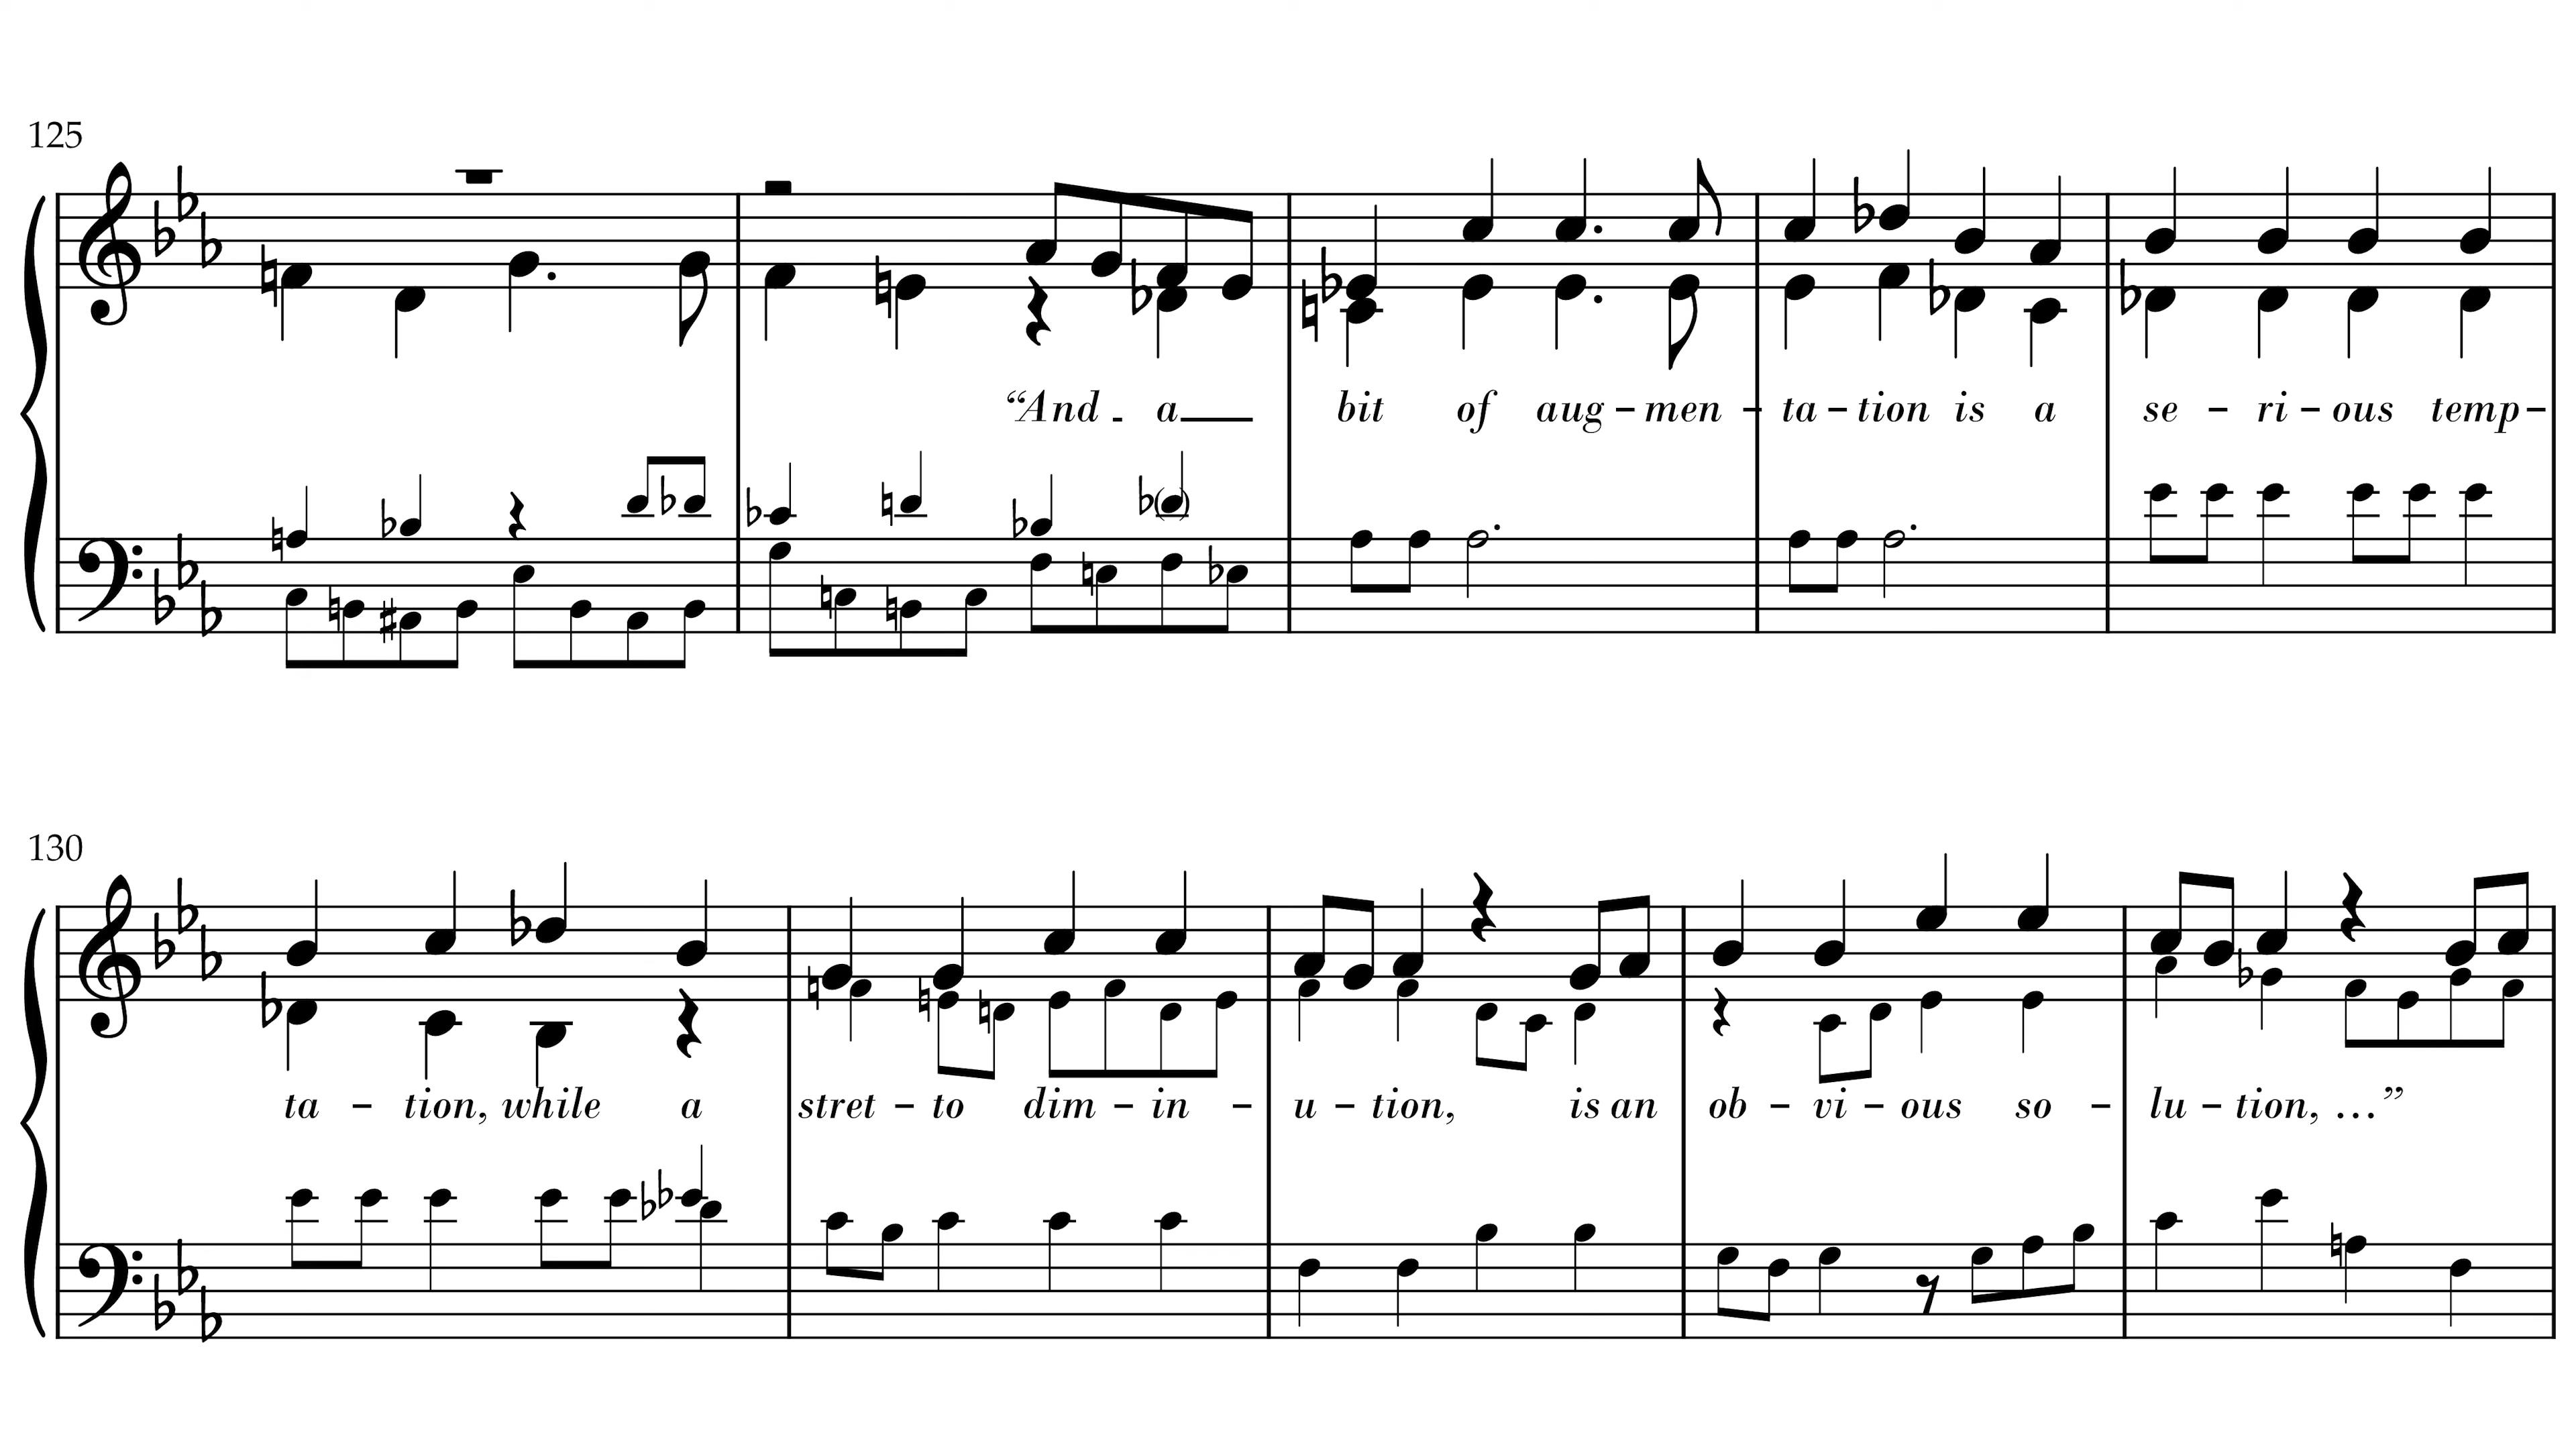 125
“And a bit of aug-men-ta-tion is a se-ri-ous temp-
130
ta-tion, while a stret-to dim-in-u-tion, is an ob-vi-ous so-lu-tion, ...”